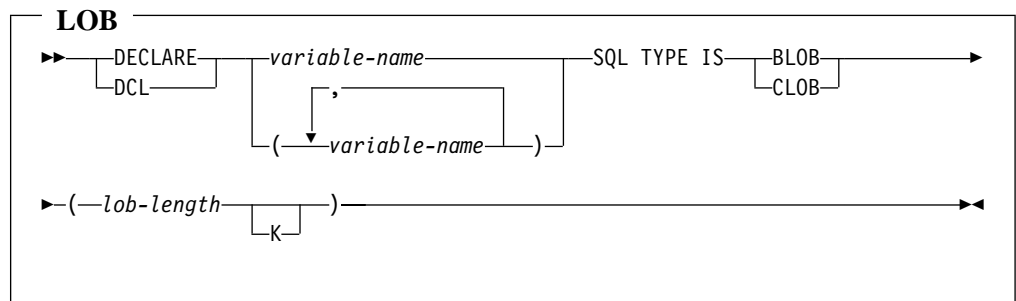 LOB
DECLARE variable-name SQL TYPE IS BLOB
DCL , CLOB
( variable-name )
( lob-length )
K